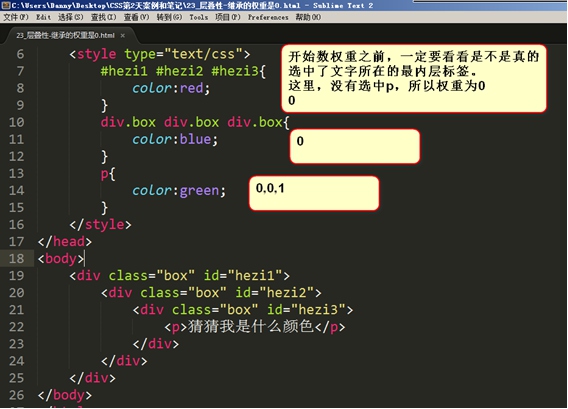 C:\Users\Danny\Desktop\CSS第2天案例和笔记\23_层叠性-继承的权重是0.html - Sublime Text 2
文件(F) Edit 选择(S) 查找(I) 查看(V) 转到(G) Tools 项目(P) Preferences 帮助(H)
23_层叠性-继承的权重是0.html ×
6 <style type="text/css">
7 #hezi1 #hezi2 #hezi3{
8 color:red;
9 }
10 div.box div.box div.box{
11 color:blue;
12 }
13 p{
14 color:green;
15 }
16 </style>
17 </head>
18 <body>
19 <div class="box" id="hezi1">
20 <div class="box" id="hezi2">
21 <div class="box" id="hezi3">
22 <p>猜猜我是什么颜色</p>
23 </div>
24 </div>
25 </div>
26 </body>
开始数权重之前，一定要看看是不是真的
选中了文字所在的最内层标签。
这里，没有选中p，所以权重为0
0
0
0,0,1